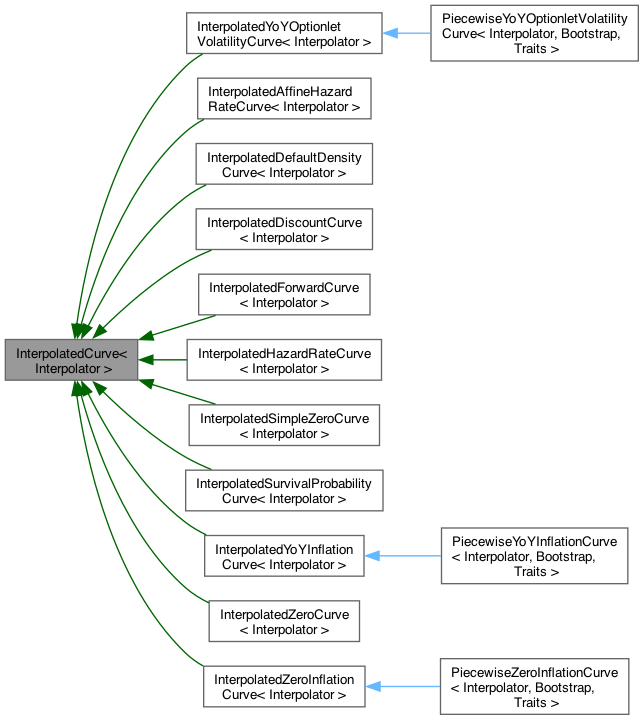 InterpolatedYoYOptionlet
VolatilityCurve< Interpolator >
PiecewiseYoYOptionletVolatility
Curve< Interpolator, Bootstrap,
Traits >
InterpolatedAffineHazard
RateCurve< Interpolator >
InterpolatedDefaultDensity
Curve< Interpolator >
InterpolatedDiscountCurve
< Interpolator >
InterpolatedForwardCurve
< Interpolator >
InterpolatedCurve<
Interpolator >
InterpolatedHazardRateCurve
< Interpolator >
InterpolatedSimpleZeroCurve
< Interpolator >
InterpolatedSurvivalProbability
Curve< Interpolator >
InterpolatedYoYInflation
Curve< Interpolator >
PiecewiseYoYInflationCurve
< Interpolator, Bootstrap,
Traits >
InterpolatedZeroCurve
< Interpolator >
InterpolatedZeroInflation
Curve< Interpolator >
PiecewiseZeroInflationCurve
< Interpolator, Bootstrap,
Traits >